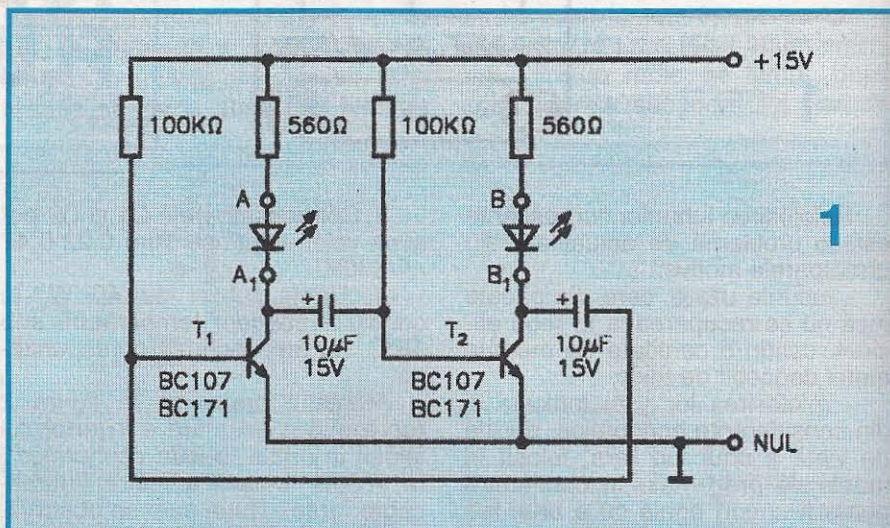 +15V
100KΩ
560Ω
100KΩ
560Ω
1
A
B
A₁
B₁
+
+
T₁
10µF
15V
T₂
10µF
15V
BC107
BC171
BC107
BC171
NUL